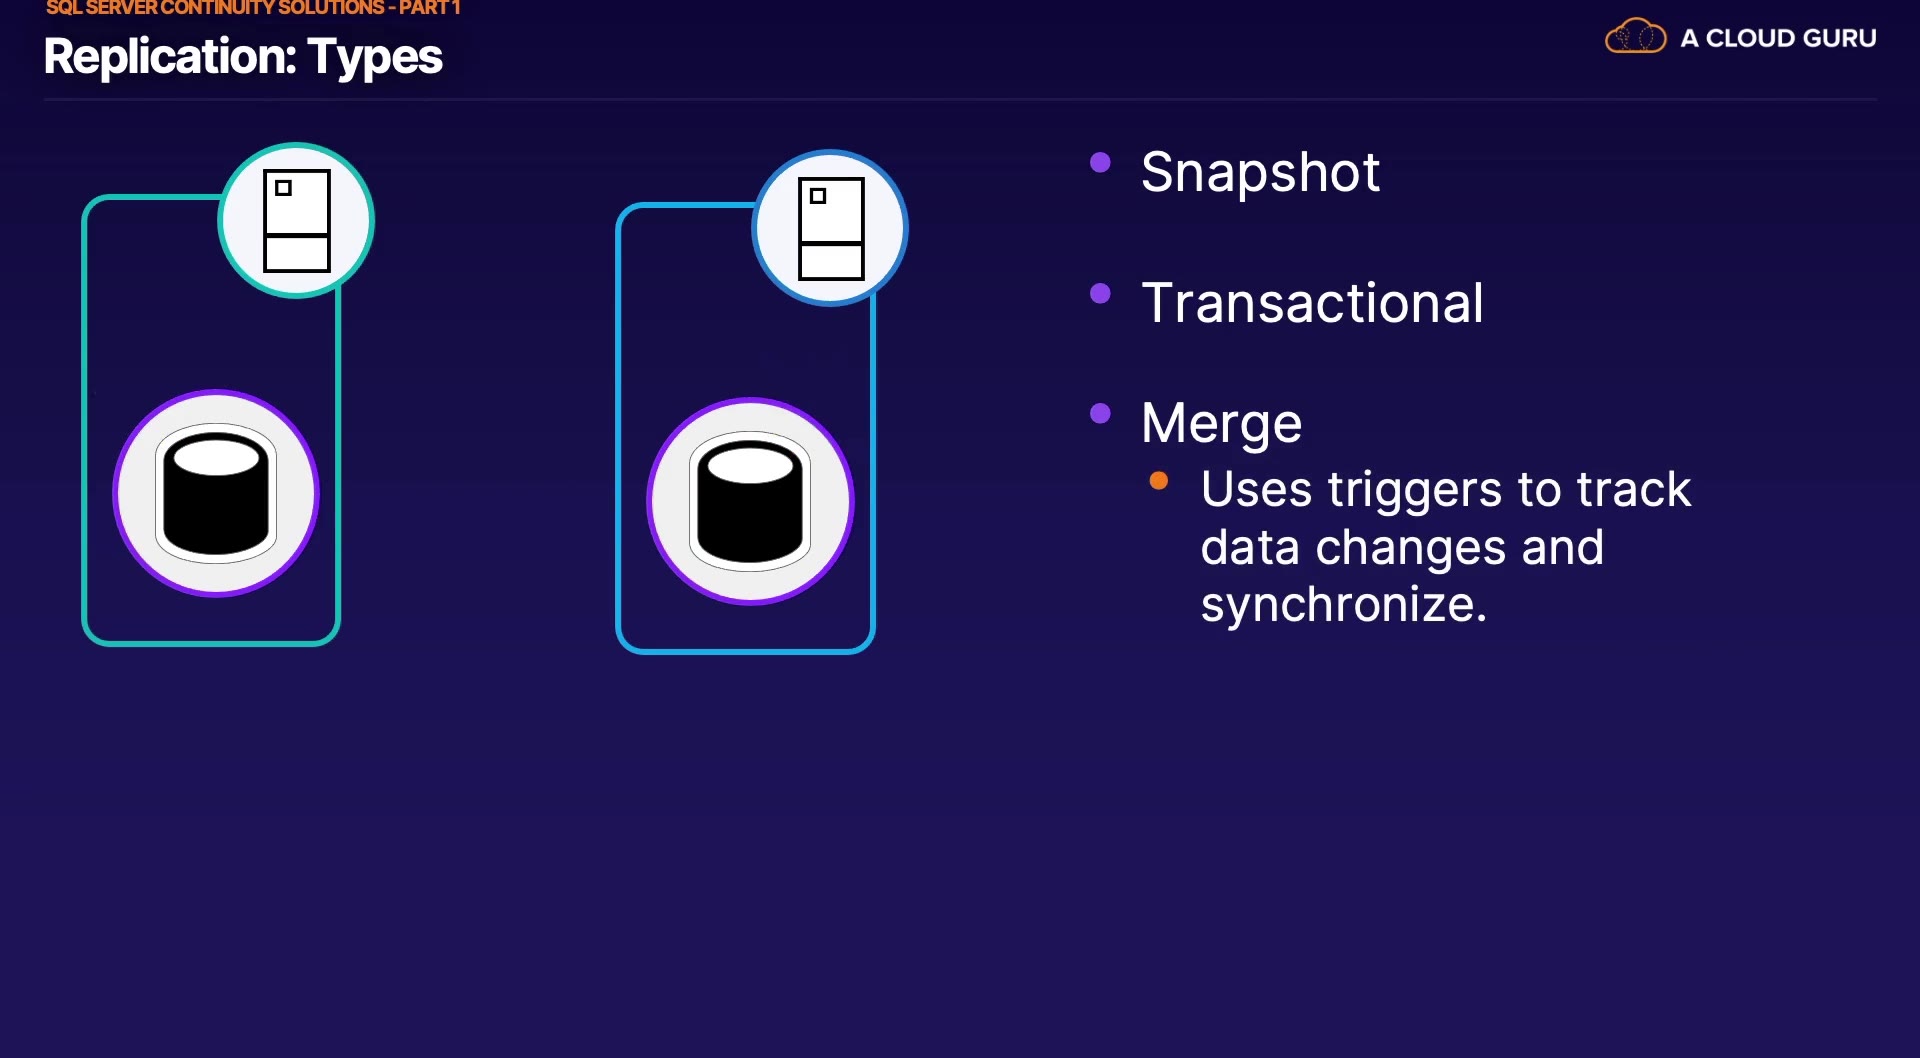 SQL SERVER CONTINUITY SOLUTIONS - PART 1
Replication: Types
A CLOUD GURU
Snapshot
Transactional
Merge
Uses triggers to track
data changes and
synchronize.